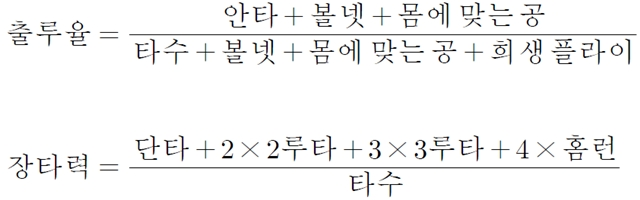 출루율 = 안타 + 볼넷 + 몸에 맞는 공
타수 + 볼넷 + 몸에 맞는 공 + 희생 플라이
장타력 = 단타 + 2 × 2루타 + 3 × 3루타 + 4 × 홈런
타수